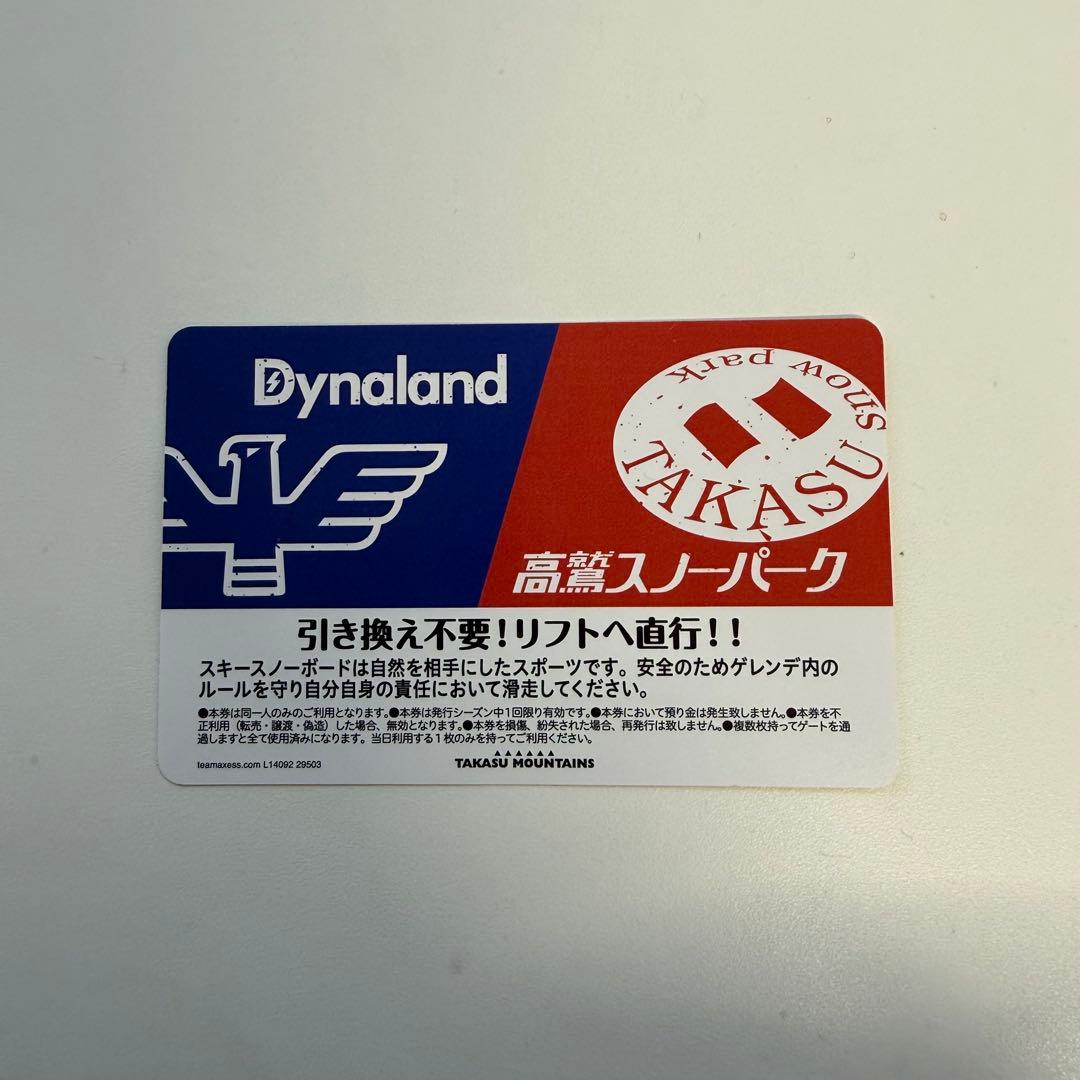 Dynaland
TAKASU
snow park
高鷲スノーパーク
引き換え不要!リフトへ直行!!
スキースノーボードは自然を相手にしたスポーツです。安全のためゲレンデ内の
ルールを守り自分自身の責任において滑走してください。
●本券は同一人のみのご利用となります。●本券は発行シーズン中1回限り有効です。●本券において預り金は発生致しません。●本券を不
正利用(転売・譲渡・偽造)した場合、無効となります。●本券を損傷、紛失された場合、再発行は致しません。●複数枚持ってゲートを通
過しますと全て使用済みになります。当日利用する1枚のみを持ってご利用ください。
teamaxess.com L14092 29503
TAKASU MOUNTAINS